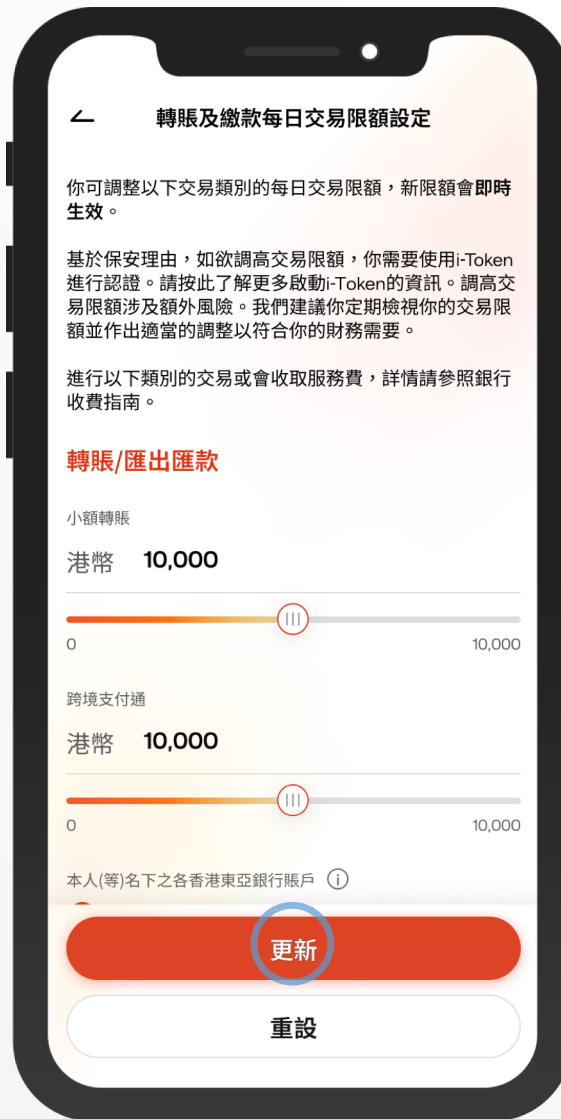 轉賬及繳款每日交易限額設定
你可調整以下交易類別的每日交易限額，新限額會即時
生效。
基於保安理由，如欲調高交易限額，你需要使用i-Token
進行認證。請按此了解更多啟動i-Token的資訊。調高交
易限額涉及額外風險。我們建議你定期檢視你的交易限
額並作出適當的調整以符合你的財務需要。
進行以下類別的交易或會收取服務費，詳情請參照銀行
收費指南。
轉賬/匯出匯款
小額轉賬
港幣 10,000
0 10,000
跨境支付通
港幣 10,000
0 10,000
本人(等)名下之各香港東亞銀行賬戶 i
更新
重設